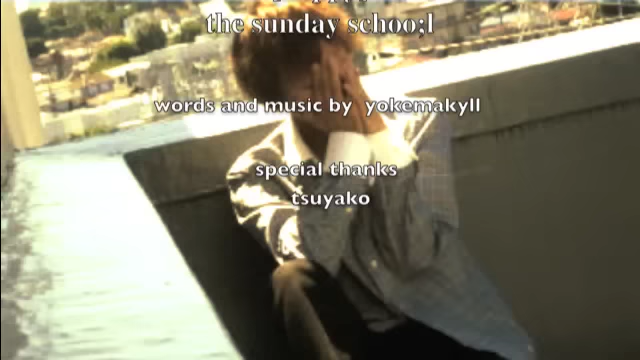 the sunday schoo;l
words and music by yokemakyll
special thanks
tsuyako